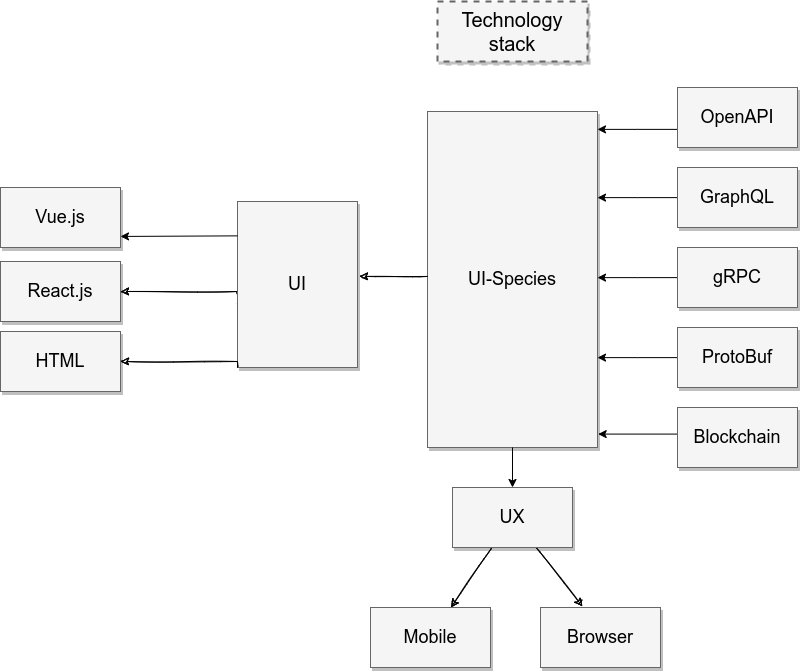 Technology
stack
OpenAPI
GraphQL
Vue.js
UI
UI-Species
gRPC
React.js
HTML
ProtoBuf
Blockchain
UX
Mobile
Browser